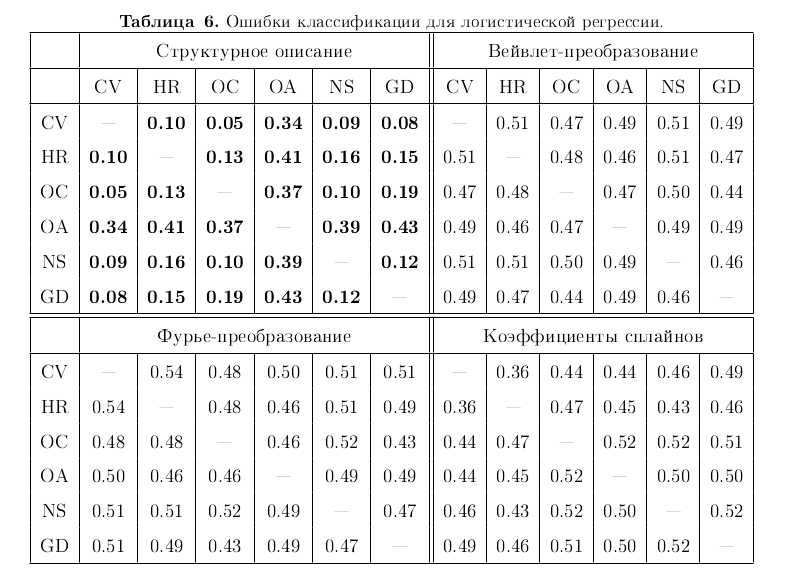 Таблица 6. Ошибки классификации для логистической регрессии.
Структурное описание Вейвлет-преобразование
CV HR OC OA NS GD CV HR OC OA NS GD
CV — 0.10 0.05 0.34 0.09 0.08 — 0.51 0.47 0.49 0.51 0.49
HR 0.10 — 0.13 0.41 0.16 0.15 0.51 — 0.48 0.46 0.51 0.47
OC 0.05 0.13 — 0.37 0.10 0.19 0.47 0.48 — 0.47 0.50 0.44
OA 0.34 0.41 0.37 — 0.39 0.43 0.49 0.46 0.47 — 0.49 0.49
NS 0.09 0.16 0.10 0.39 — 0.12 0.51 0.51 0.50 0.49 — 0.46
GD 0.08 0.15 0.19 0.43 0.12 — 0.49 0.47 0.44 0.49 0.46 —
Фурье-преобразование Коэффициенты сплайнов
CV — 0.54 0.48 0.50 0.51 0.51 — 0.36 0.44 0.44 0.46 0.49
HR 0.54 — 0.48 0.46 0.51 0.49 0.36 — 0.47 0.45 0.43 0.46
OC 0.48 0.48 — 0.46 0.52 0.43 0.44 0.47 — 0.52 0.52 0.51
OA 0.50 0.46 0.46 — 0.49 0.49 0.44 0.45 0.52 — 0.50 0.50
NS 0.51 0.51 0.52 0.49 — 0.47 0.46 0.43 0.52 0.50 — 0.52
GD 0.51 0.49 0.43 0.49 0.47 — 0.49 0.46 0.51 0.50 0.52 —